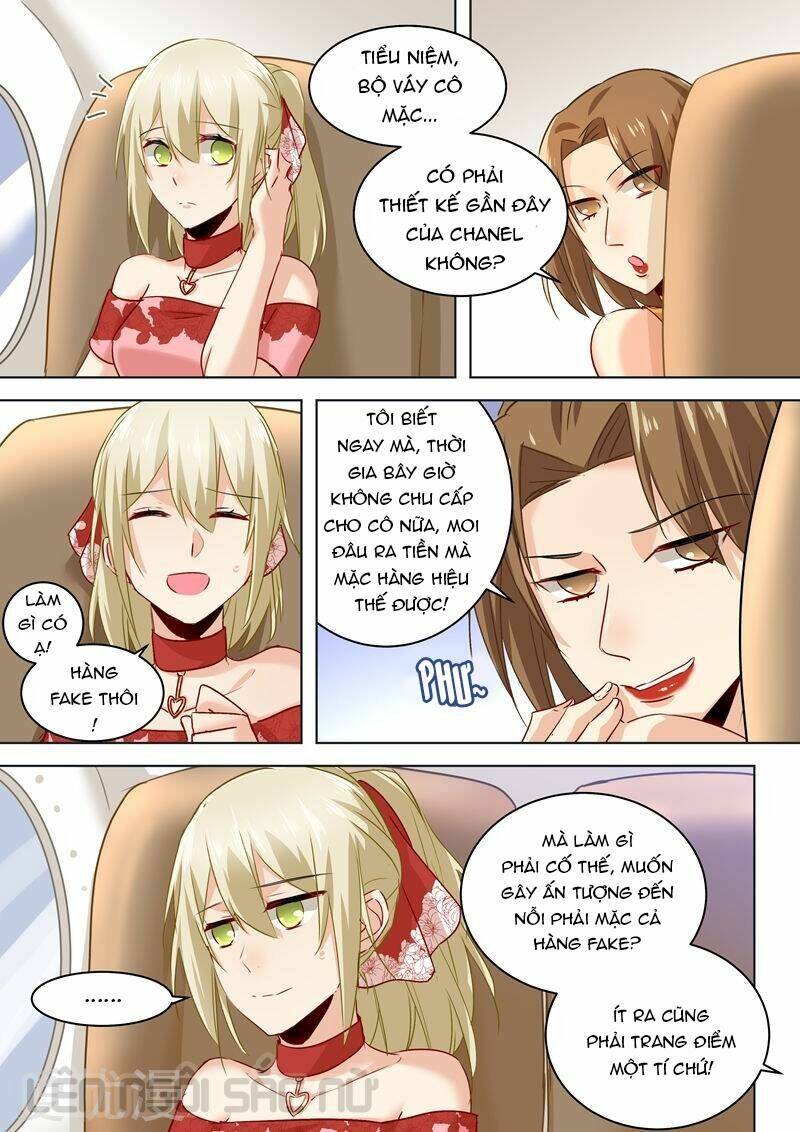 TIỂU NIỆM,
BỘ VÁY CÔ
MẶC...
CÓ PHẢI
THIẾT KẾ GẦN ĐÂY
CỦA CHANEL
KHÔNG?
LÀM
GÌ CÓ
Ạ!
HÀNG
FAKE THÔI
!
TÔI BIẾT
NGAY MÀ, THỜI
GIA BÂY GIỜ
KHÔNG CHU CẤP
CHO CÔ NỮA, MOI
ĐÂU RA TIỀN MÀ
MẶC HÀNG HIỆU
THẾ ĐƯỢC!
PHƯ~
MÀ LÀM GÌ
PHẢI CỐ THẾ, MUỐN
GÂY ẤN TƯỢNG ĐẾN
NỖI PHẢI MẶC CẢ
HÀNG FAKE?
......
ÍT RA CŨNG
PHẢI TRANG ĐIỂM
MỘT TÍ CHỨ!
SẮC NỮ